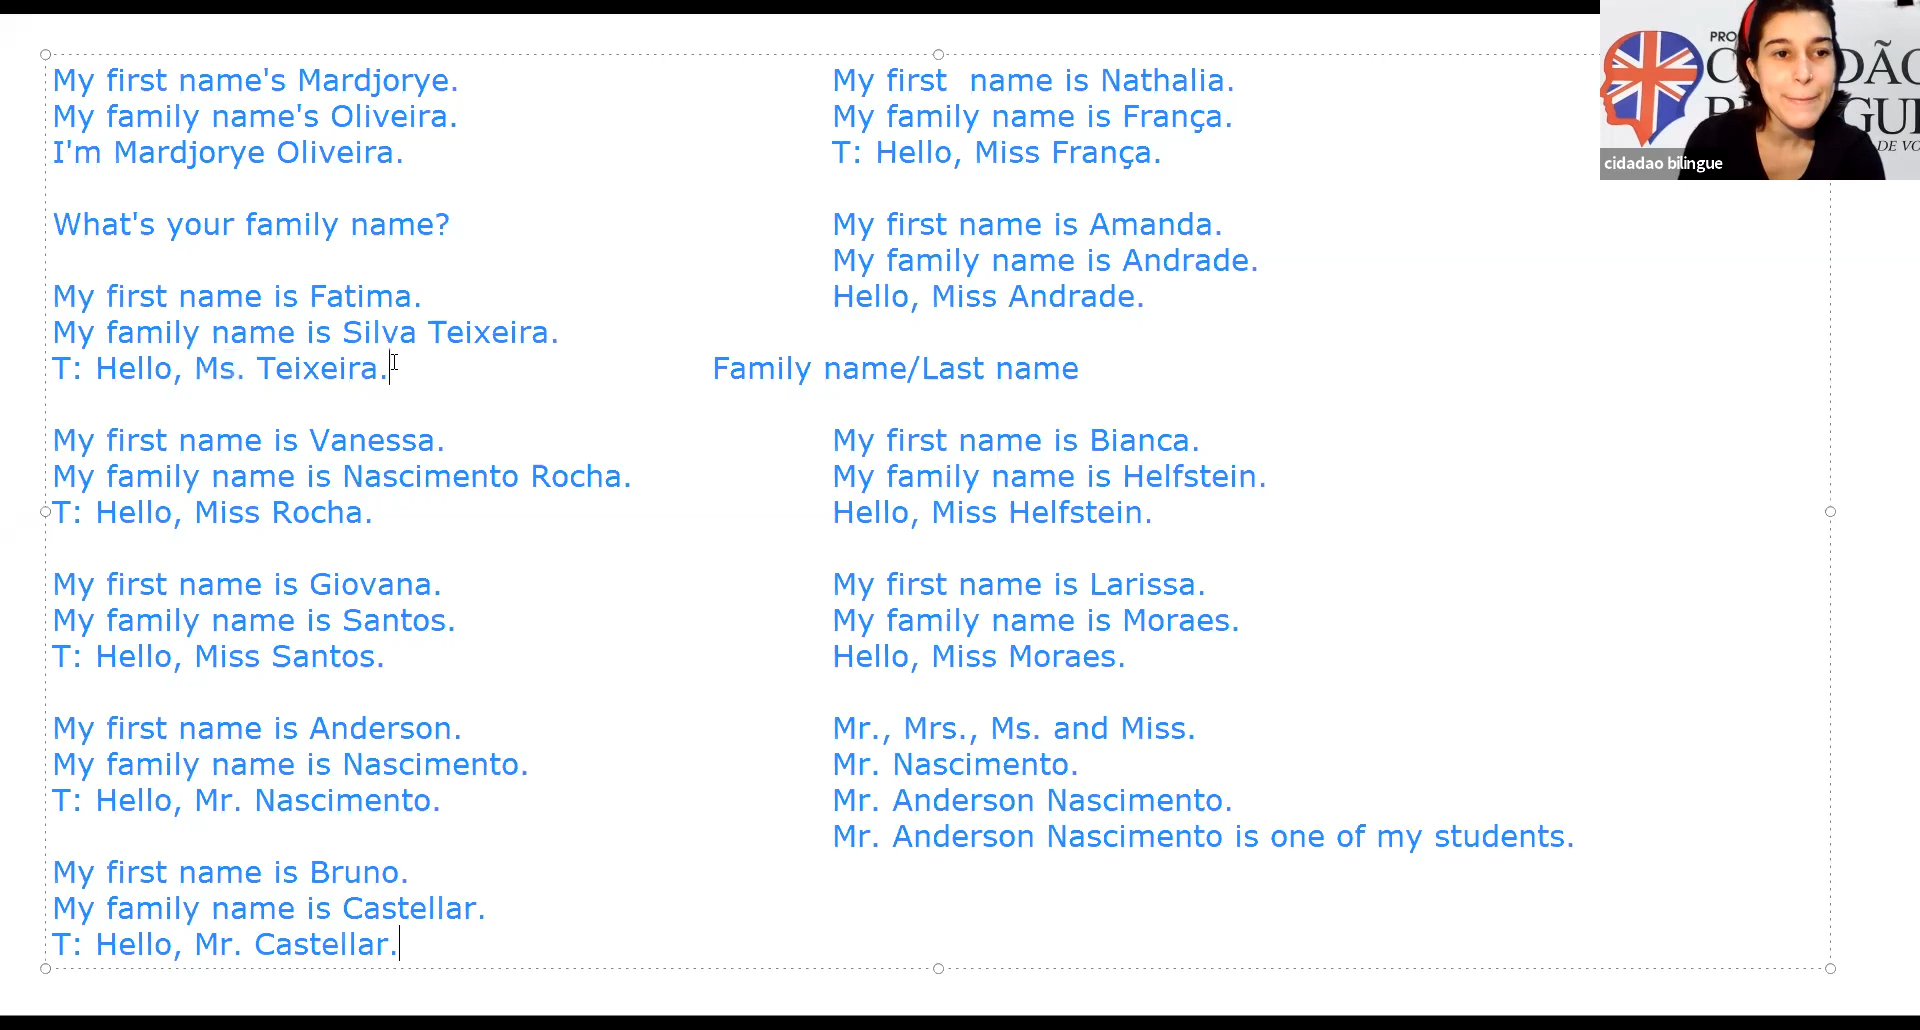 My first name's Mardjorye.
My family name's Oliveira.
I'm Mardjorye Oliveira.
What's your family name?
My first name is Fatima.
My family name is Silva Teixeira.
T: Hello, Ms. Teixeira.
My first name is Vanessa.
My family name is Nascimento Rocha.
T: Hello, Miss Rocha.
My first name is Giovana.
My family name is Santos.
T: Hello, Miss Santos.
My first name is Anderson.
My family name is Nascimento.
T: Hello, Mr. Nascimento.
My first name is Bruno.
My family name is Castellar.
T: Hello, Mr. Castellar.
My first  name is Nathalia.
My family name is França.
T: Hello, Miss França.
My first name is Amanda.
My family name is Andrade.
Hello, Miss Andrade.
Family name/Last name
My first name is Bianca.
My family name is Helfstein.
Hello, Miss Helfstein.
My first name is Larissa.
My family name is Moraes.
Hello, Miss Moraes.
Mr., Mrs., Ms. and Miss.
Mr. Nascimento.
Mr. Anderson Nascimento.
Mr. Anderson Nascimento is one of my students.
cidadao bilingue